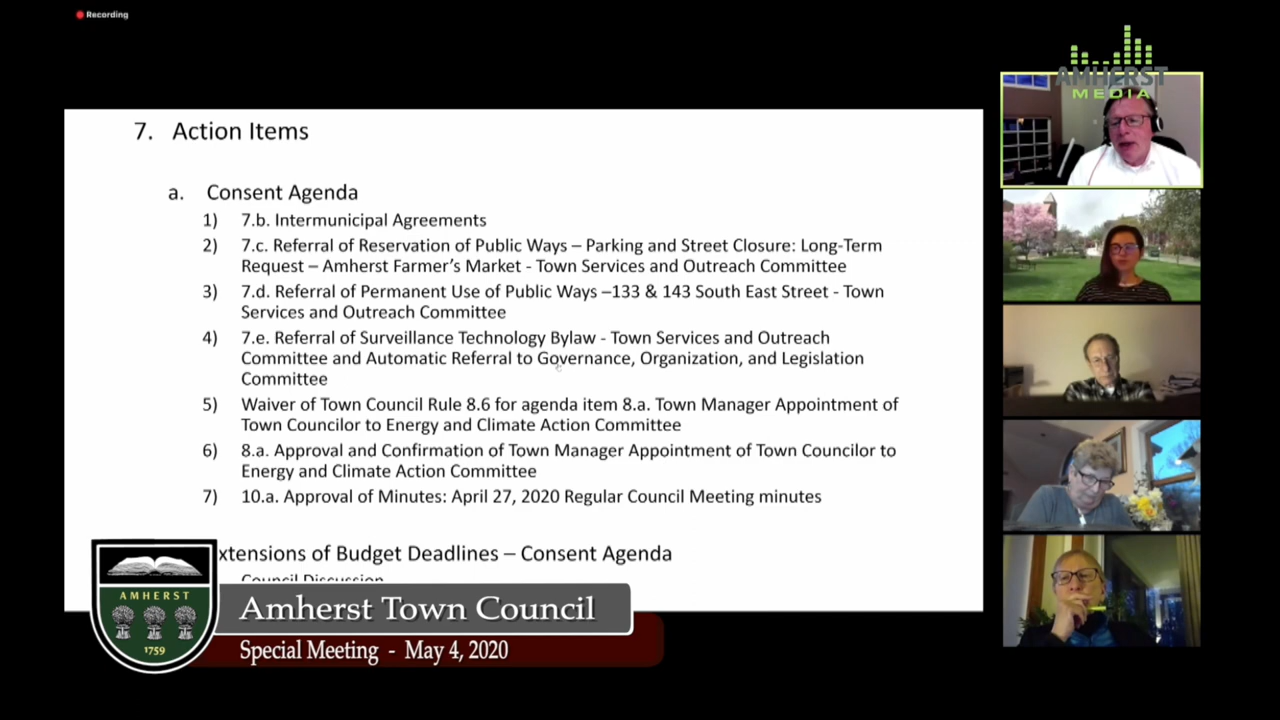 Recording
AMHERST
MEDIA
7. Action Items
a. Consent Agenda
1) 7.b. Intermunicipal Agreements
2) 7.c. Referral of Reservation of Public Ways – Parking and Street Closure: Long-Term
Request – Amherst Farmer's Market - Town Services and Outreach Committee
3) 7.d. Referral of Permanent Use of Public Ways –133 & 143 South East Street - Town
Services and Outreach Committee
4) 7.e. Referral of Surveillance Technology Bylaw - Town Services and Outreach
Committee and Automatic Referral to Governance, Organization, and Legislation
Committee
5) Waiver of Town Council Rule 8.6 for agenda item 8.a. Town Manager Appointment of
Town Councilor to Energy and Climate Action Committee
6) 8.a. Approval and Confirmation of Town Manager Appointment of Town Councilor to
Energy and Climate Action Committee
7) 10.a. Approval of Minutes: April 27, 2020 Regular Council Meeting minutes
xtensions of Budget Deadlines – Consent Agenda
Council Discussion
AMHERST
1759
Amherst Town Council
Special Meeting - May 4, 2020